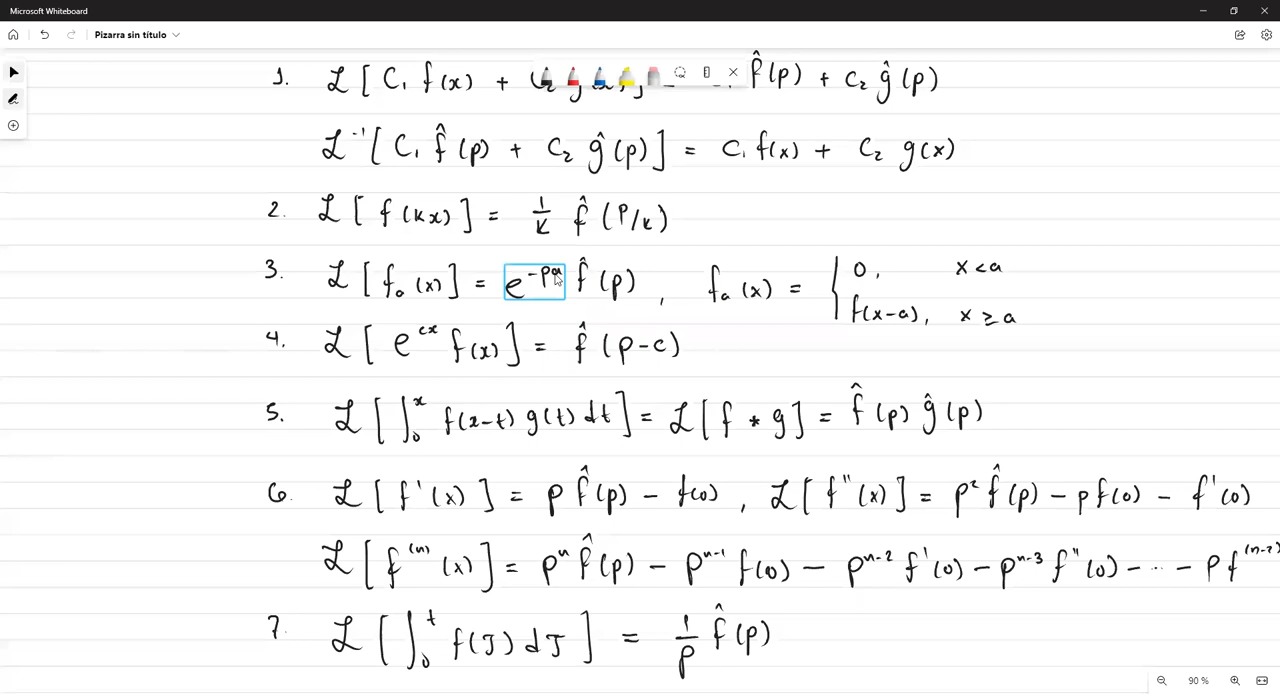 Microsoft Whiteboard
Pizarra sin título
1. ℒ[C₁ f(x) + f̂(p) + C₂ ĝ(p)
ℒ⁻¹[C₁ f̂(p) + C₂ ĝ(p)] = C₁ f(x) + C₂ g(x)
2. ℒ[f(kx)] = 1/k f̂(p/k)
3. ℒ[fₐ(x)] = e^(-pa) f̂(p), fₐ(x) = { 0, x < a
f(x-a), x ≥ a
4. ℒ[e^(cx) f(x)] = f̂(p-c)
5. ℒ[∫₀ˣ f(x-t) g(t) dt] = ℒ[f * g] = f̂(p) ĝ(p)
6. ℒ[f'(x)] = p f̂(p) - f(0), ℒ[f''(x)] = p² f̂(p) - p f(0) - f'(0)
ℒ[f⁽ⁿ⁾(x)] = pⁿ f̂(p) - pⁿ⁻¹ f(0) - pⁿ⁻² f'(0) - pⁿ⁻³ f''(0) - ... - p f⁽ⁿ⁻²⁾
7. ℒ[∫₀ᵗ f(J) dJ] = 1/p f̂(p)
90 %